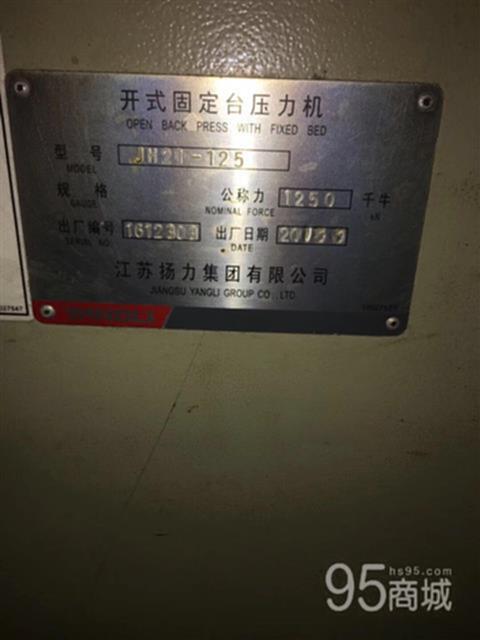 开式固定台压力机
OPEN BACK PRESS WITH FIXED BED
型号 JH21-125
MODEL
规格 公称力 1250 千牛
GAUGE NOMINAL FORCE kN
出厂编号 出厂日期
SERIAL NO. DATE
江苏扬力集团有限公司
JIANGSU YANGLI GROUP CO., LTD.
hs95.com
95商城